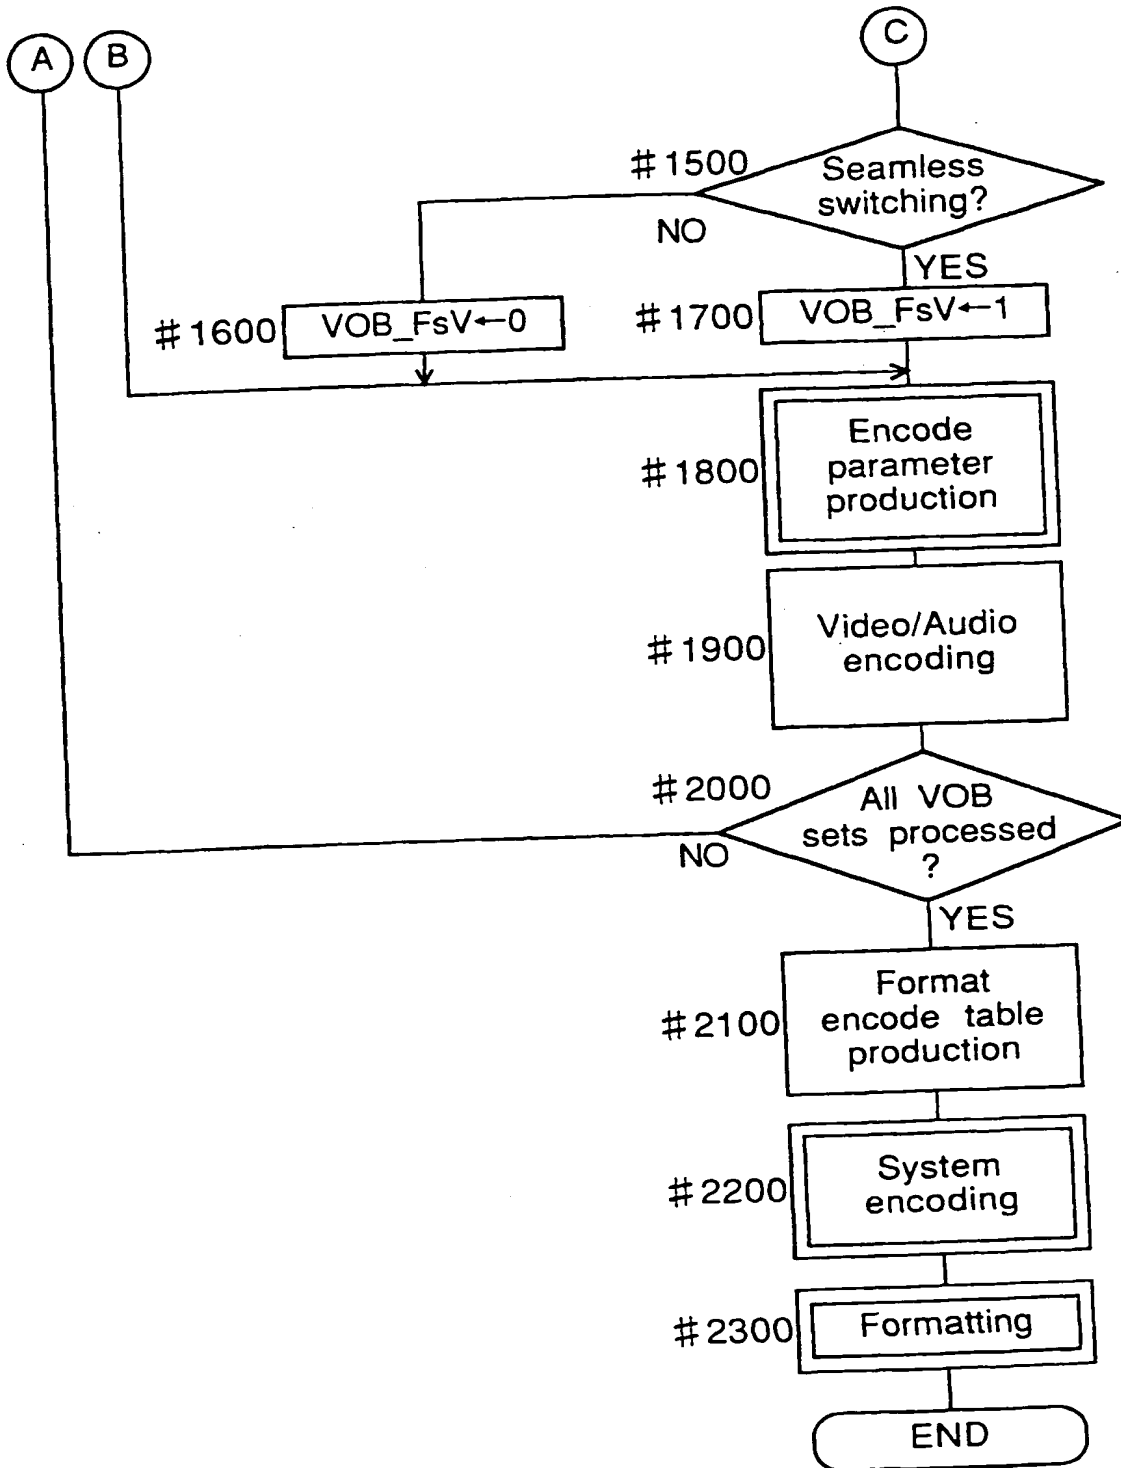 A
B
C
#1500
Seamless
switching?
NO
YES
#1600
VOB_FsV←0
#1700
VOB_FsV←1
#1800
Encode
parameter
production
#1900
Video/Audio
encoding
#2000
All VOB
sets processed
?
NO
YES
#2100
Format
encode table
production
#2200
System
encoding
#2300
Formatting
END